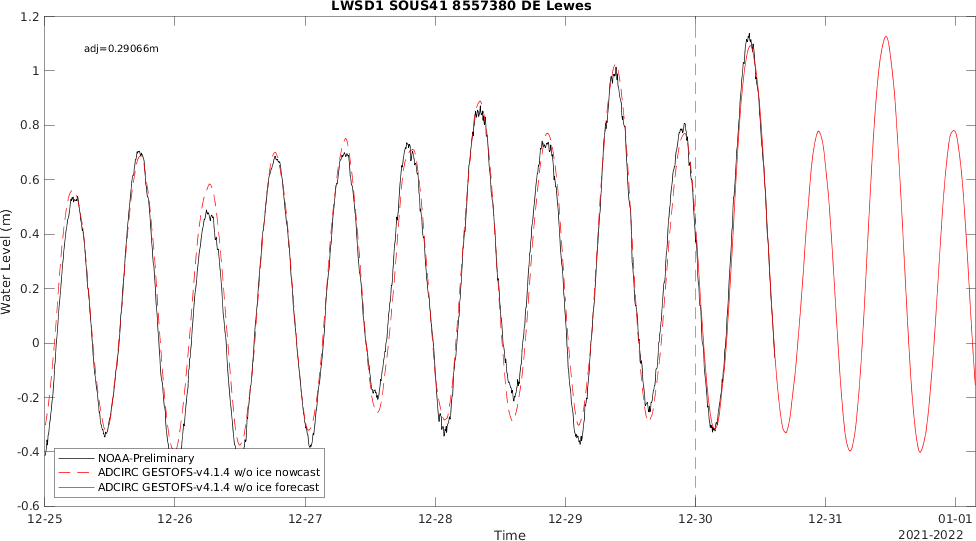 LWSD1 SOUS41 8557380 DE Lewes
adj=0.29066m
Water Level (m)
1.2
1
0.8
0.6
0.4
0.2
0
-0.2
-0.4
-0.6
NOAA-Preliminary
ADCIRC GESTOFS-v4.1.4 w/o ice nowcast
ADCIRC GESTOFS-v4.1.4 w/o ice forecast
12-25 12-26 12-27 12-28 12-29 12-30 12-31 01-01
Time
2021-2022